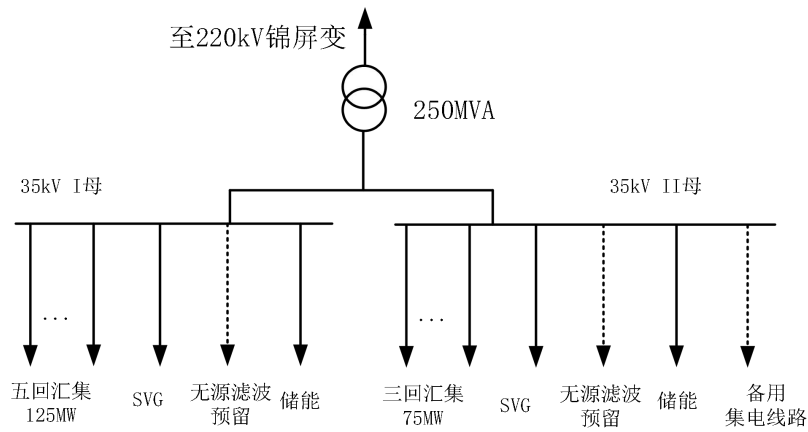 至220kV锦屏变
250MVA
35kV I母
35kV II母
...
...
五回汇集
125MW
SVG
无源滤波
预留
储能
三回汇集
75MW
SVG
无源滤波
预留
储能
备用
集电线路